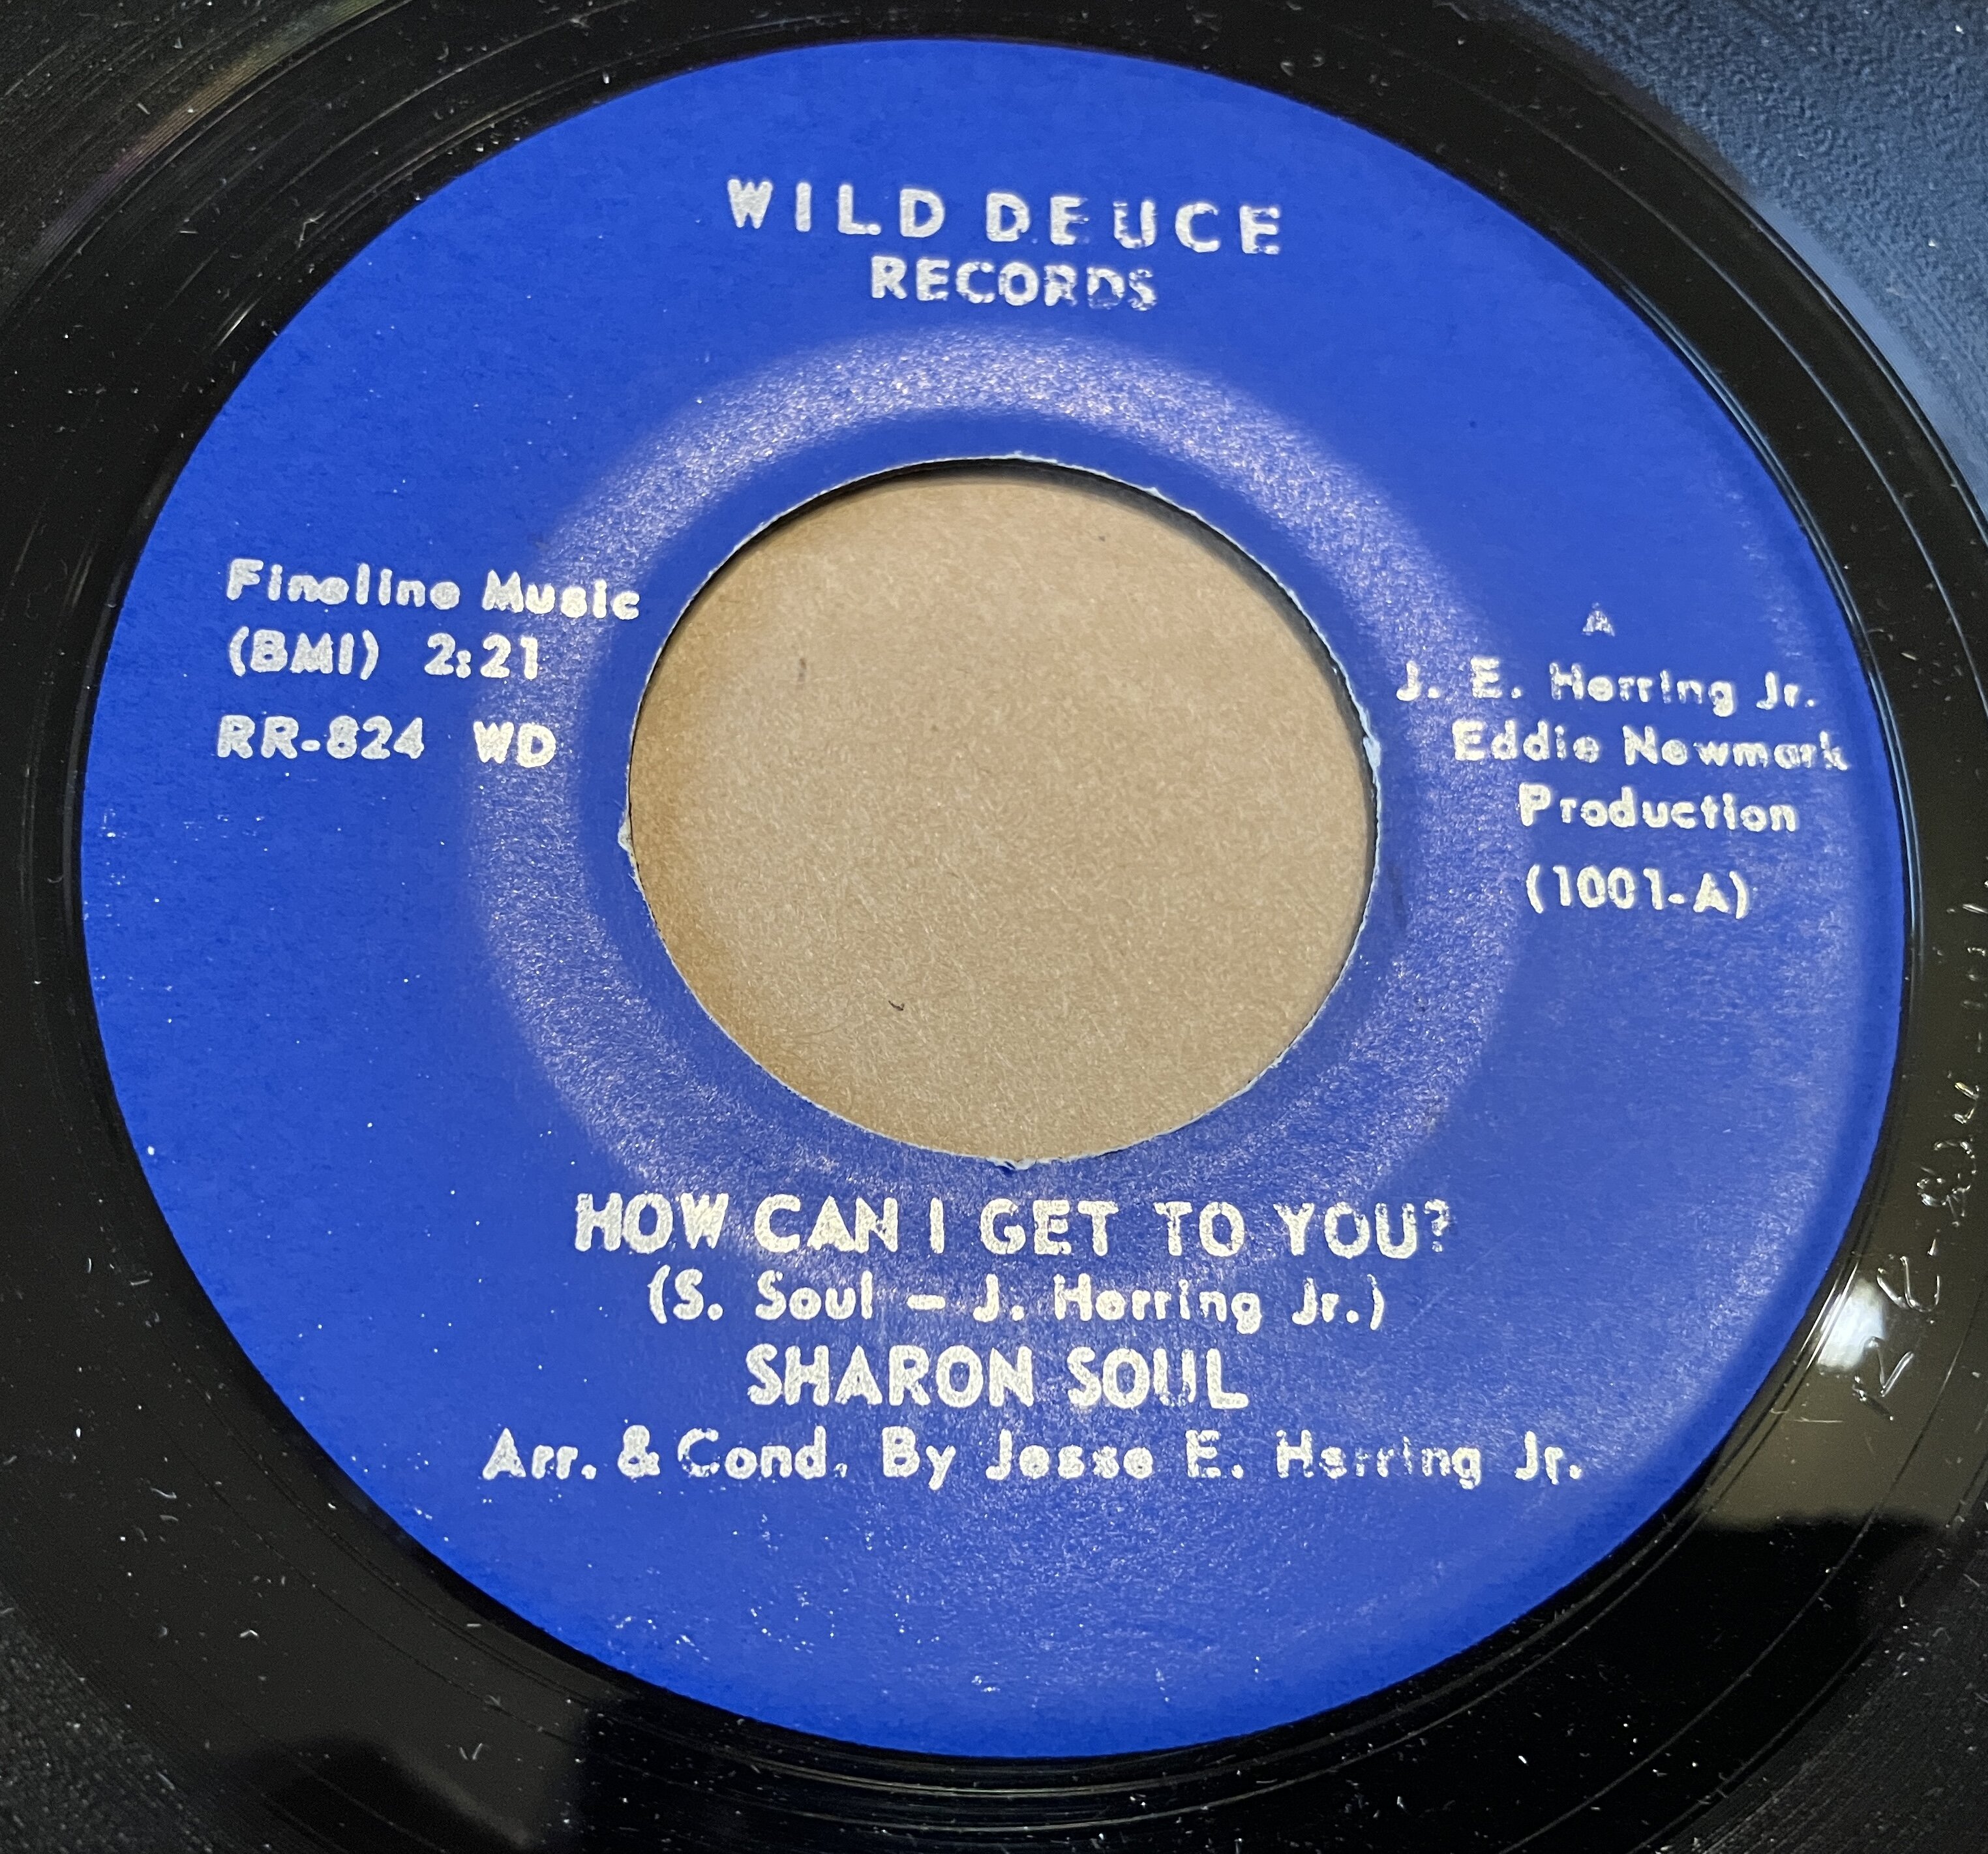 WILD DEUCE
RECORDS
Fineline Music
(BMI) 2:21
RR-824 WD
A
J. E. Herring Jr.
Eddie Newmark
Production
(1001-A)
HOW CAN I GET TO YOU?
(S. Soul – J. Herring Jr.)
SHARON SOUL
Arr. & Cond. By Jesse E. Herring Jr.